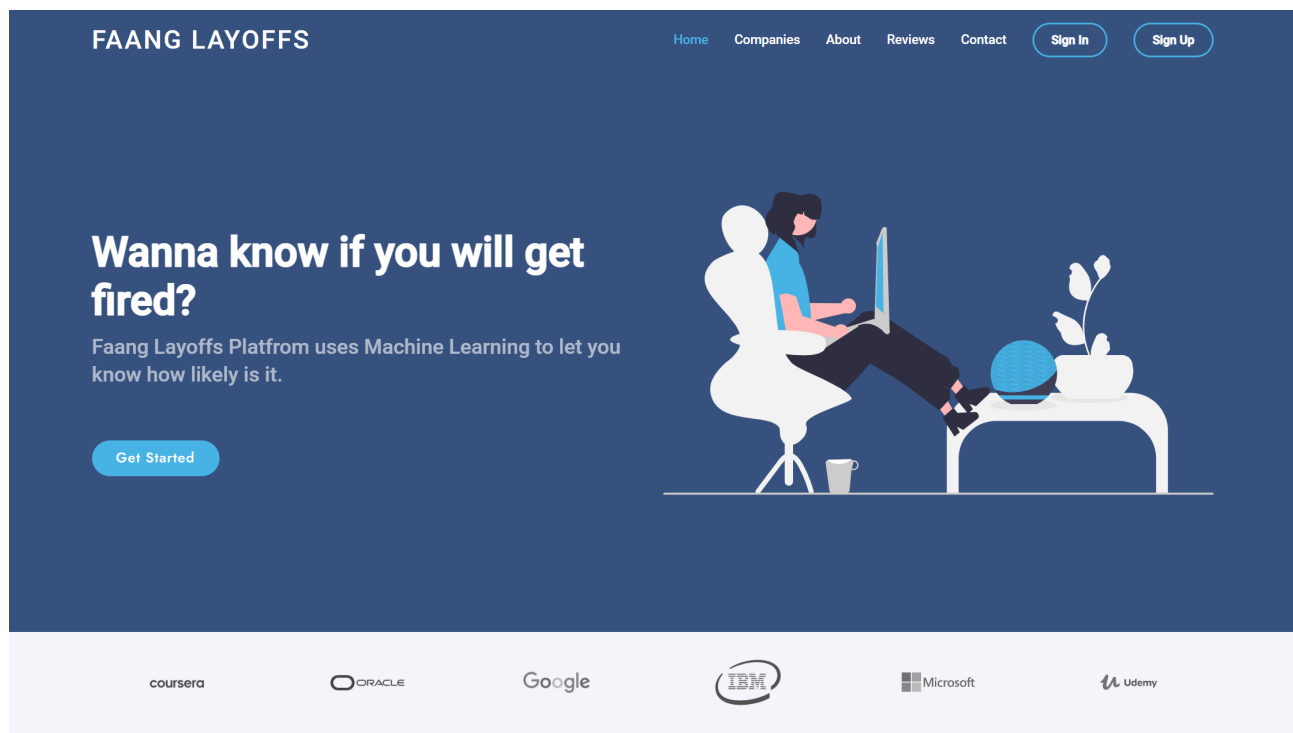 FAANG LAYOFFS
Home Companies About Reviews Contact Sign In Sign Up
Wanna know if you will get
fired?
Faang Layoffs Platfrom uses Machine Learning to let you
know how likely is it.
Get Started
coursera ORACLE Google IBM Microsoft Udemy